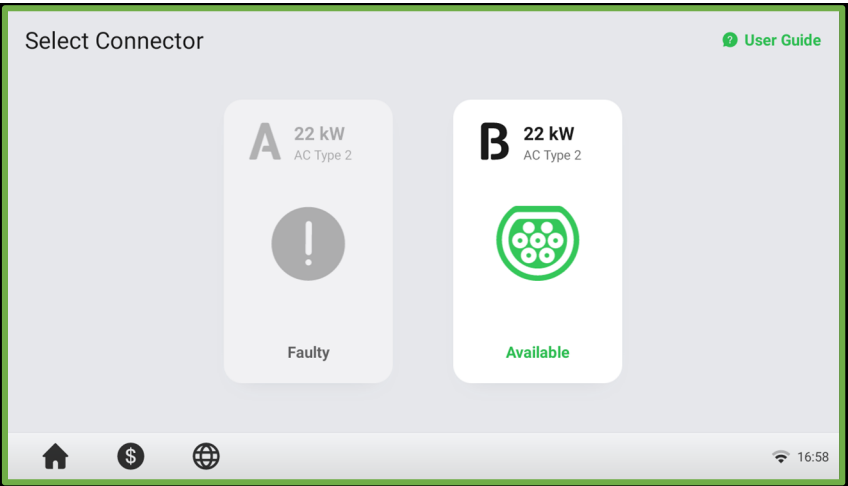 Select Connector
? User Guide
A 22 kW
AC Type 2
Faulty
B 22 kW
AC Type 2
Available
$
16:58